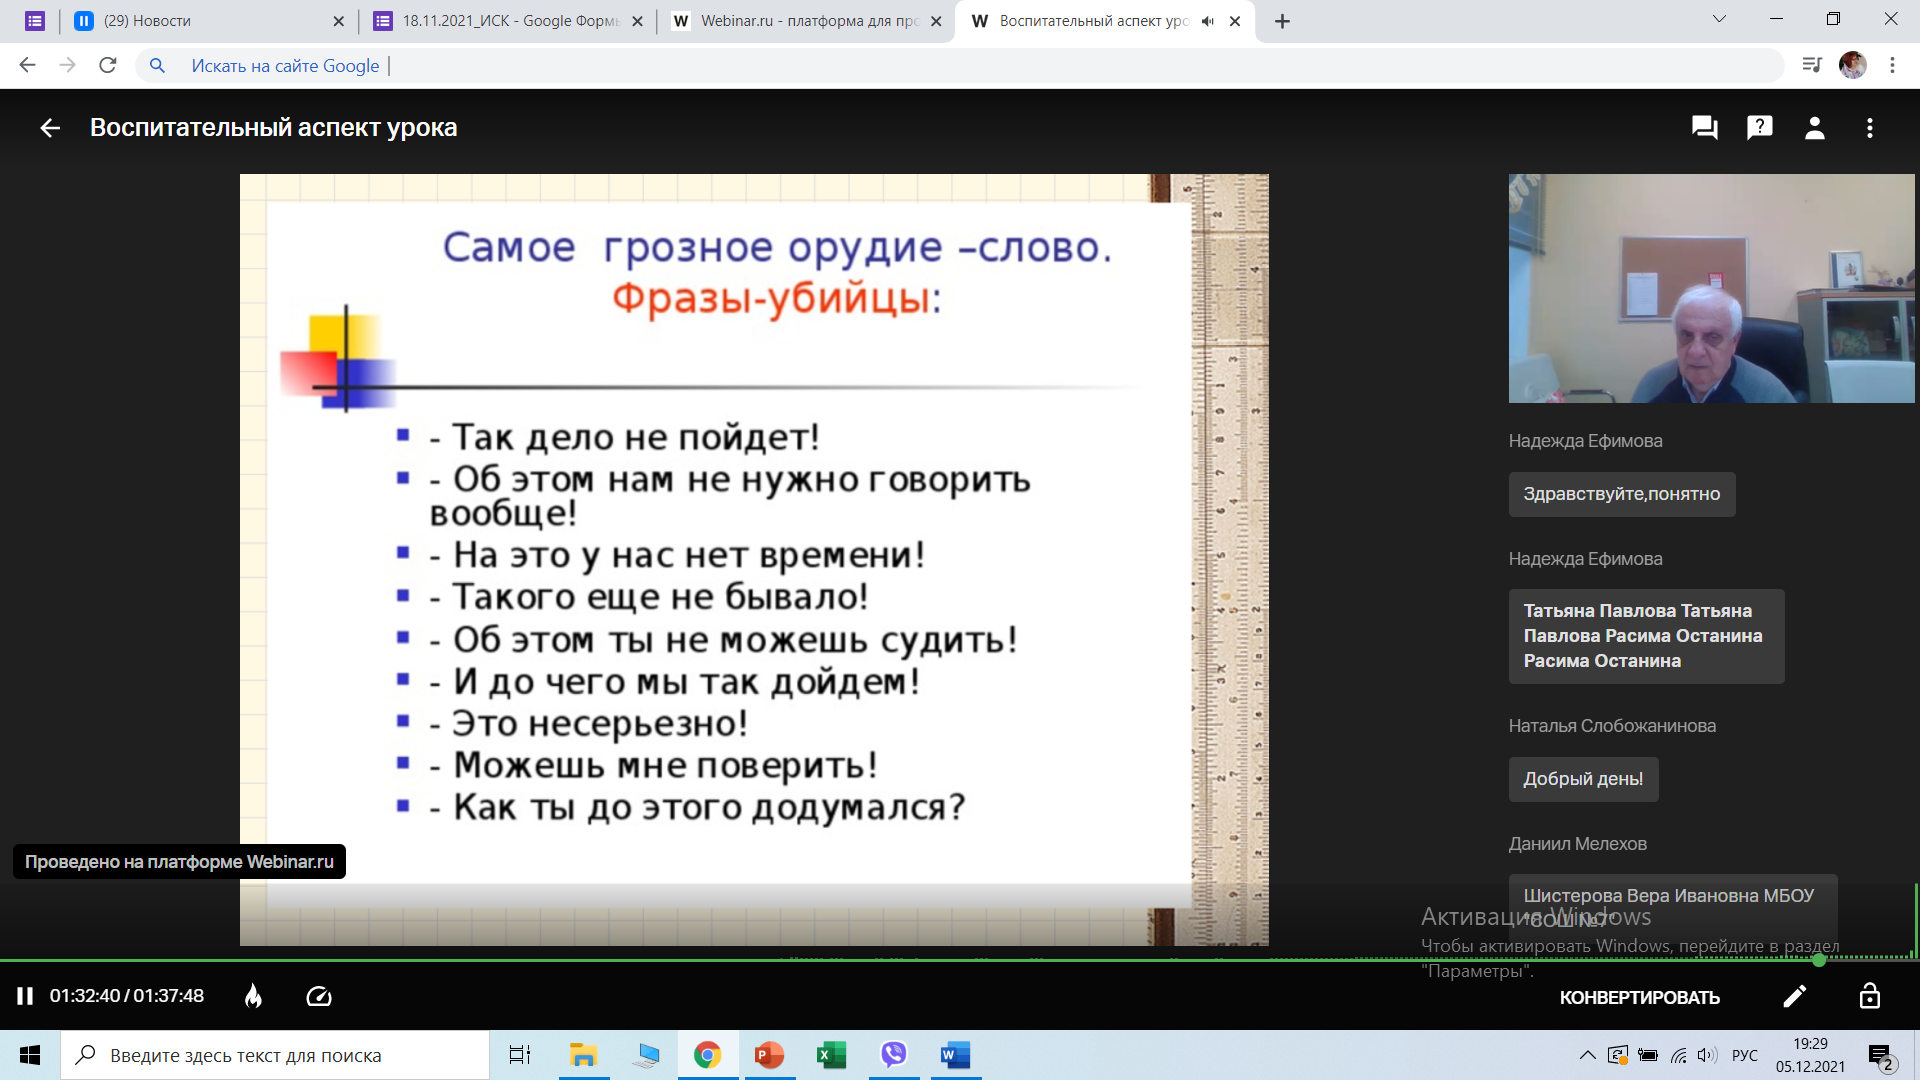 (29) Новости
18.11.2021_ИСК - Google Формы
Webinar.ru - платформа для про
Воспитательный аспект уро
Искать на сайте Google
Воспитательный аспект урока
Самое грозное орудие –слово.
Фразы-убийцы:
- Так дело не пойдет!
- Об этом нам не нужно говорить
вообще!
- На это у нас нет времени!
- Такого еще не бывало!
- Об этом ты не можешь судить!
- И до чего мы так дойдем!
- Это несерьезно!
- Можешь мне поверить!
- Как ты до этого додумался?
Проведено на платформе Webinar.ru
Надежда Ефимова
Здравствуйте,понятно
Надежда Ефимова
Татьяна Павлова Татьяна
Павлова Расима Останина
Расима Останина
Наталья Слобожанинова
Добрый день!
Даниил Мелехов
Шистерова Вера Ивановна МБОУ
"СОШ №7"
Активация Windows
Чтобы активировать Windows, перейдите в раздел
"Параметры".
01:32:40 / 01:37:48
КОНВЕРТИРОВАТЬ
Введите здесь текст для поиска
РУС
19:29
05.12.2021
2